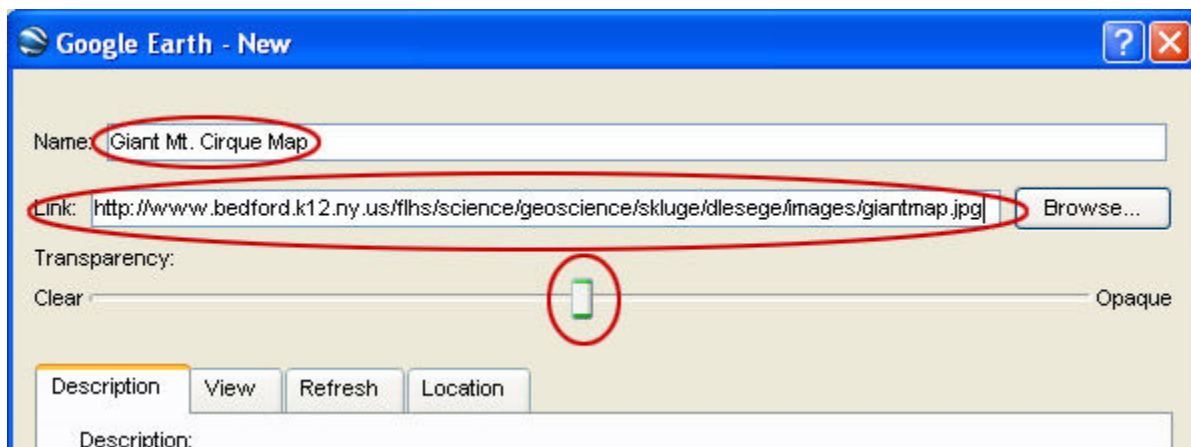 Google Earth - New
Name: Giant Mt. Cirque Map
Link: http://www.bedford.k12.ny.us/flhs/science/geoscience/skluge/dlesege/images/giantmap.jpg Browse...
Transparency:
Clear Opaque
Description View Refresh Location
Description: